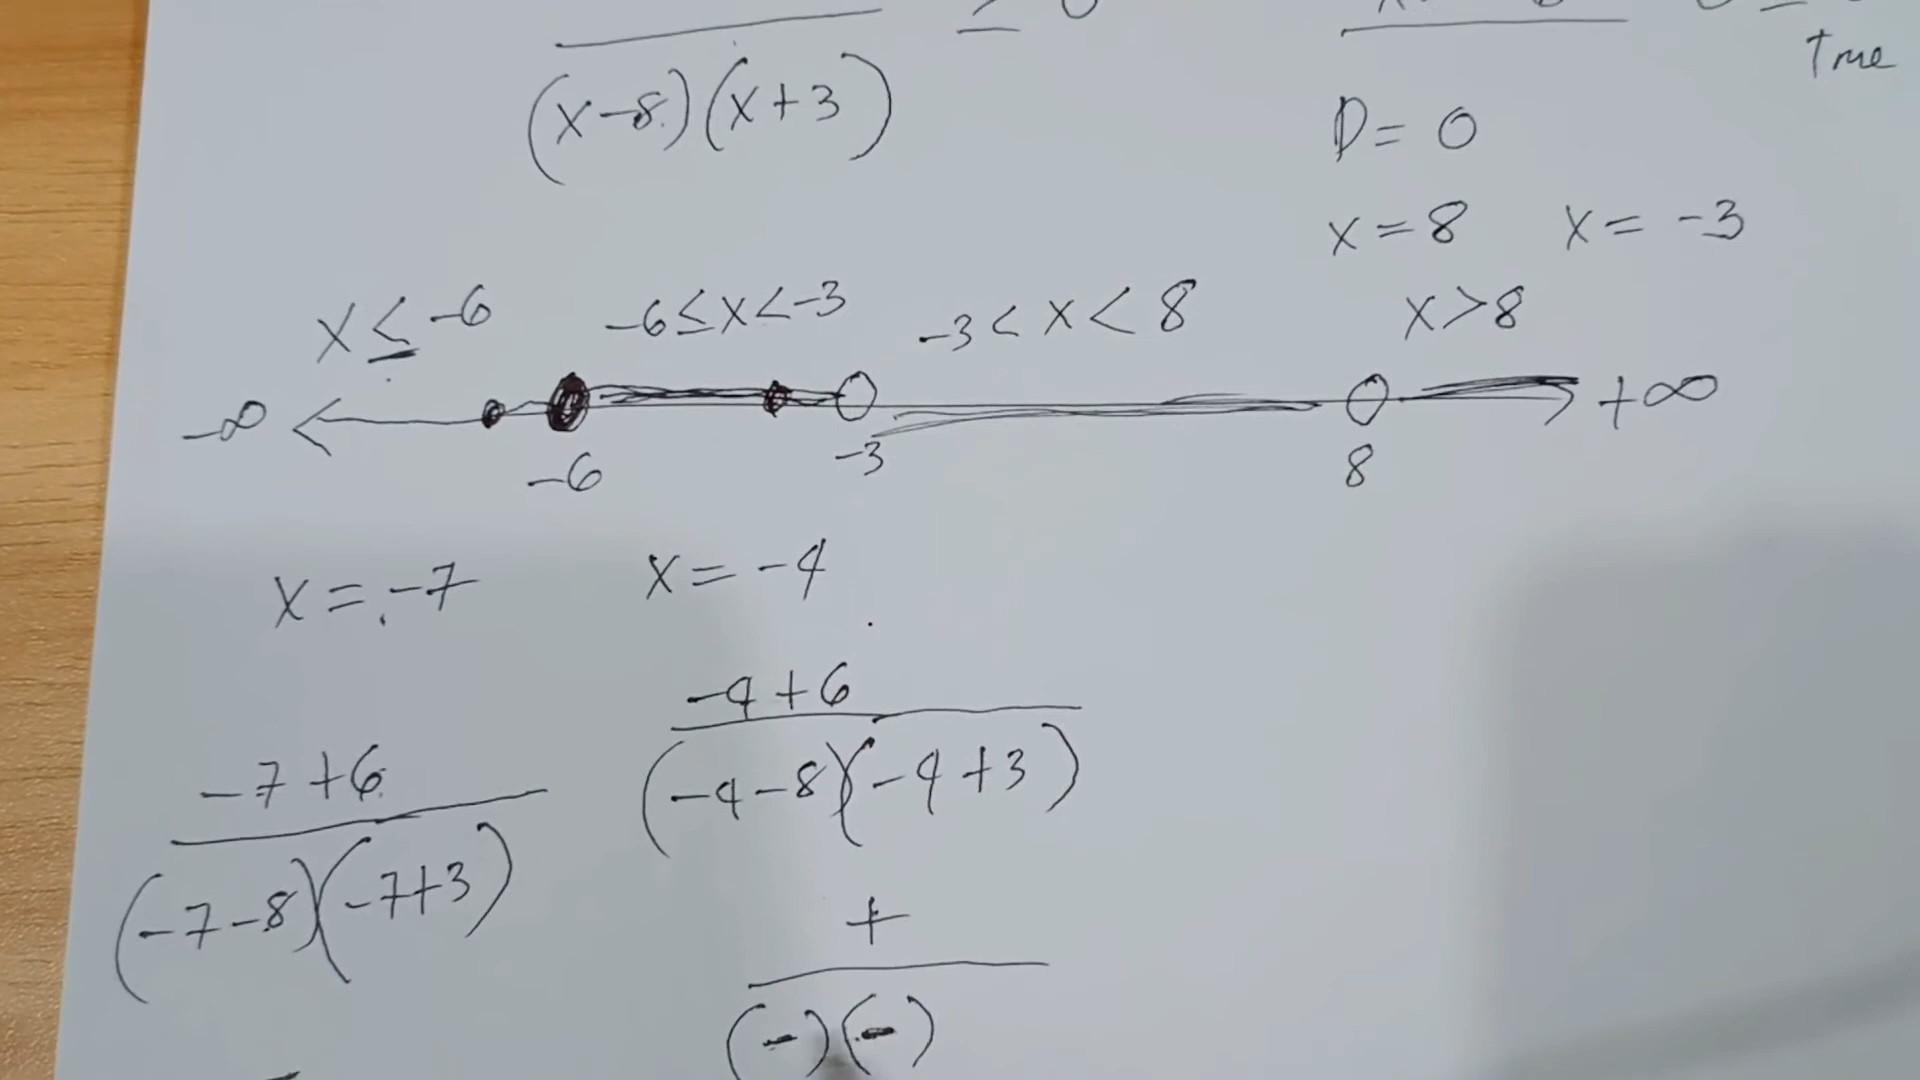 ≥ 0
(x-8)(x+3)
True
D = 0
x = 8 x = -3
x ≤ -6 -6 ≤ x < -3 -3 < x < 8 x > 8
-∞ +∞
-6 -3 8
x = -7 x = -4
-4+6
(-4-8)(-4+3)
-7+6
(-7-8)(-7+3)
+
(-)(-)